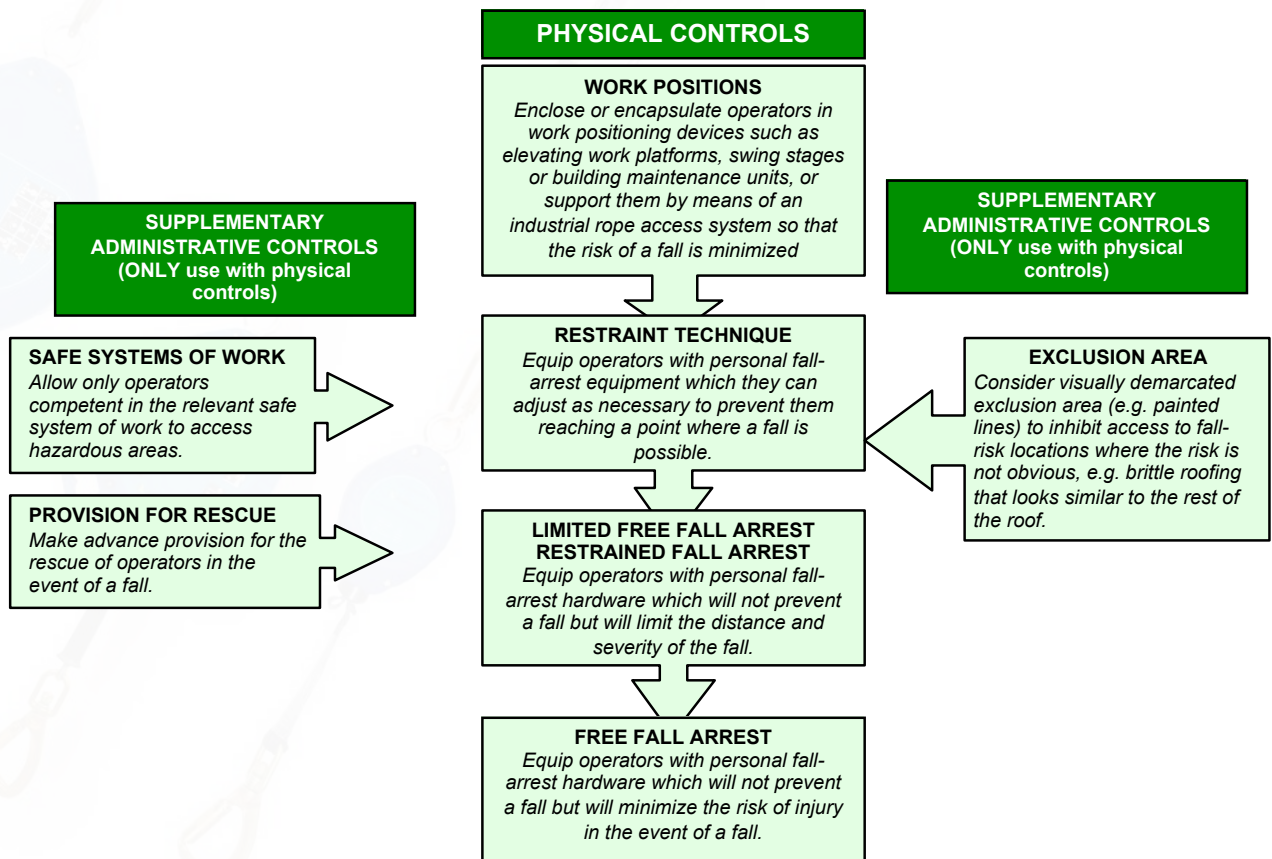 PHYSICAL CONTROLS
WORK POSITIONS
Enclose or encapsulate operators in
work positioning devices such as
elevating work platforms, swing stages
or building maintenance units, or
support them by means of an
industrial rope access system so that
the risk of a fall is minimized
SUPPLEMENTARY
ADMINISTRATIVE CONTROLS
(ONLY use with physical
controls)
SUPPLEMENTARY
ADMINISTRATIVE CONTROLS
(ONLY use with physical
controls)
SAFE SYSTEMS OF WORK
Allow only operators
competent in the relevant safe
system of work to access
hazardous areas.
RESTRAINT TECHNIQUE
Equip operators with personal fall-
arrest equipment which they can
adjust as necessary to prevent them
reaching a point where a fall is
possible.
EXCLUSION AREA
Consider visually demarcated
exclusion area (e.g. painted
lines) to inhibit access to fall-
risk locations where the risk is
not obvious, e.g. brittle roofing
that looks similar to the rest of
the roof.
PROVISION FOR RESCUE
Make advance provision for the
rescue of operators in the
event of a fall.
LIMITED FREE FALL ARREST
RESTRAINED FALL ARREST
Equip operators with personal fall-
arrest hardware which will not prevent
a fall but will limit the distance and
severity of the fall.
FREE FALL ARREST
Equip operators with personal fall-
arrest hardware which will not prevent
a fall but will minimize the risk of injury
in the event of a fall.